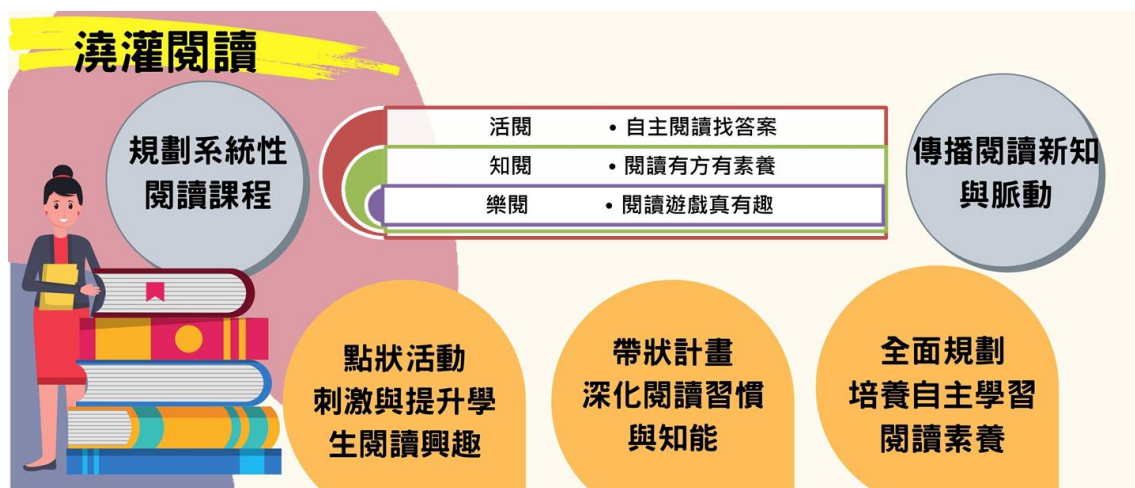 澆灌閱讀
規劃系統性
閱讀課程
活閱 • 自主閱讀找答案
知閱 • 閱讀有方有素養
樂閱 • 閱讀遊戲真有趣
傳播閱讀新知
與脈動
點狀活動
刺激與提升學
生閱讀興趣
帶狀計畫
深化閱讀習慣
與知能
全面規劃
培養自主學習
閱讀素養